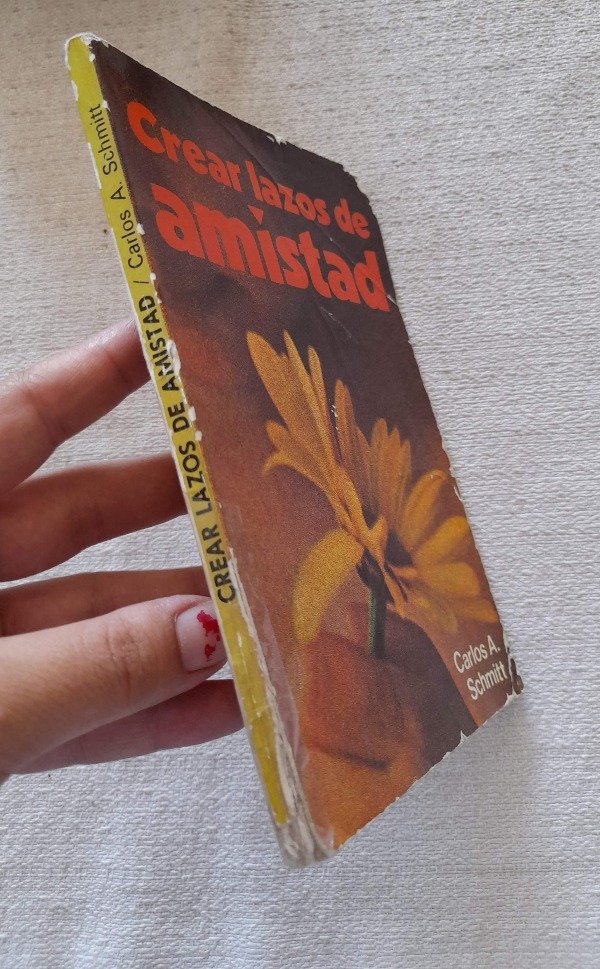 Crear lazos de
amistad
Carlos A.
Schmitt
CREAR LAZOS DE AMISTAD / Carlos A. Schmitt